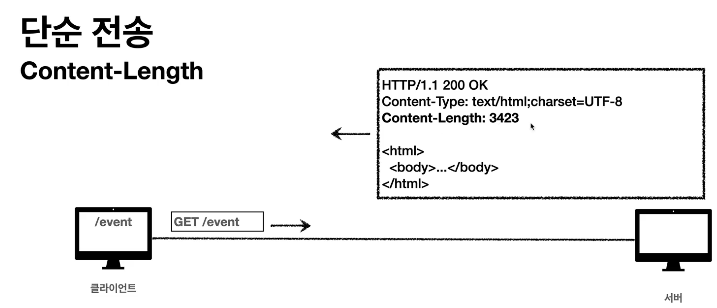 단순 전송
Content-Length
HTTP/1.1 200 OK
Content-Type: text/html;charset=UTF-8
Content-Length: 3423
<html>
<body>...</body>
</html>
/event
GET /event
클라이언트
서버